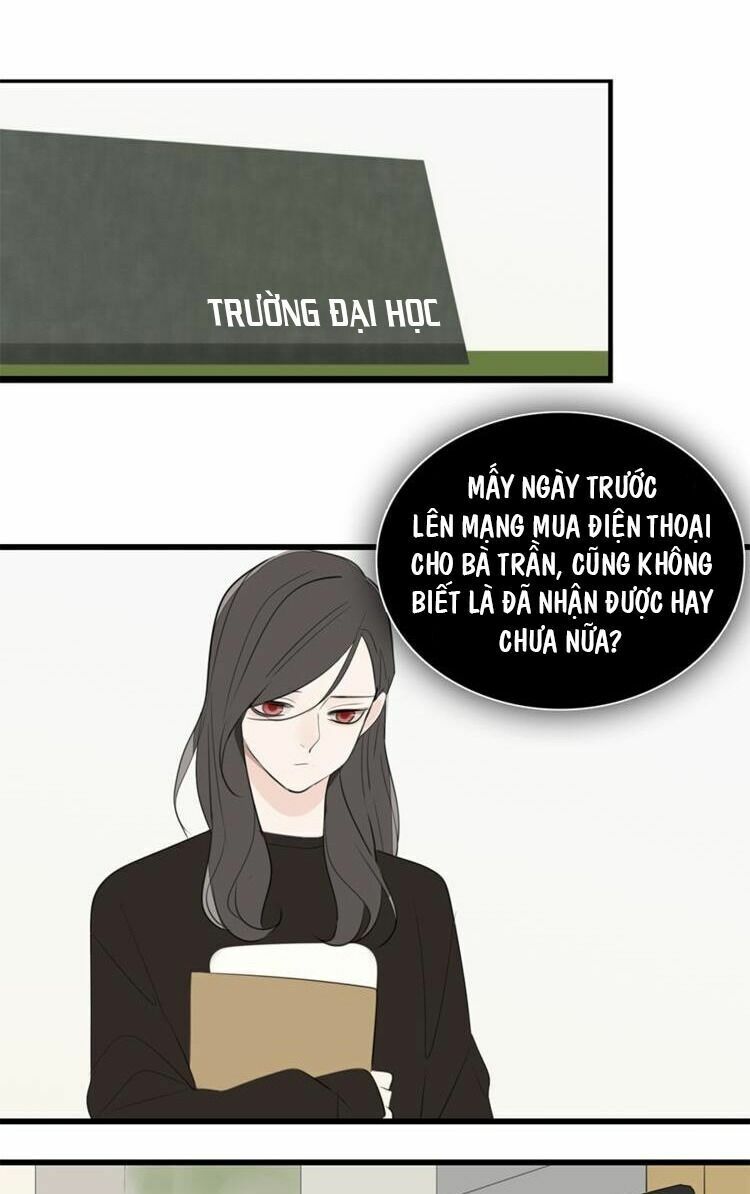 TRƯỜNG ĐẠI HỌC
MẤY NGÀY TRƯỚC
LÊN MẠNG MUA ĐIỆN THOẠI
CHO BÀ TRẦN, CŨNG KHÔNG
BIẾT LÀ ĐÃ NHẬN ĐƯỢC HAY
CHƯA NỮA?